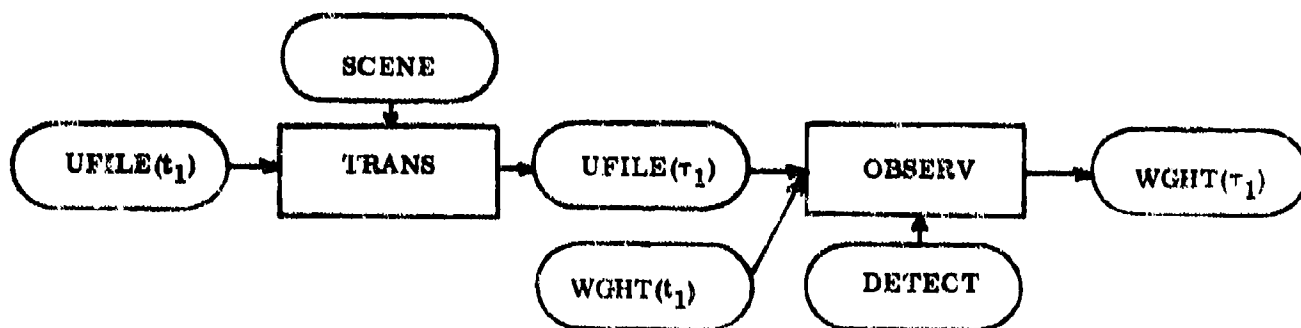 SCENE
UFILE(t₁)
TRANS
UFILE(τ₁)
OBSERV
WGHT(τ₁)
WGHT(t₁)
DETECT